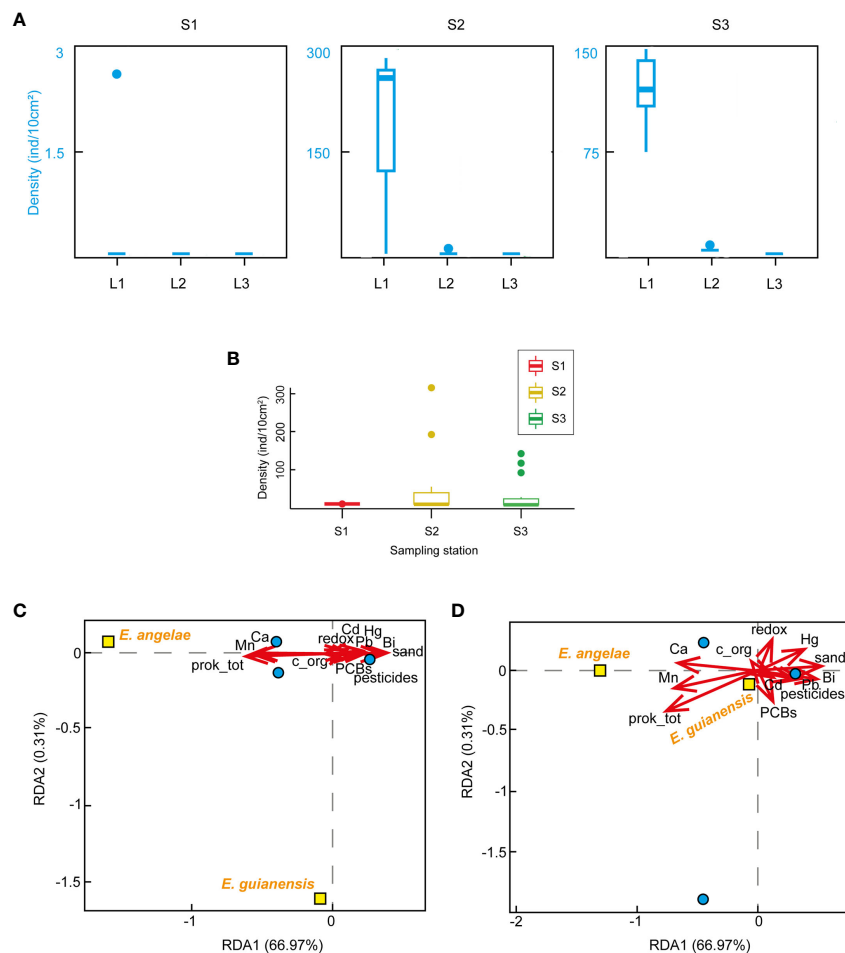 A
S1
S2
S3
Density (ind/10cm²)
3
1.5
L1 L2 L3
300
150
L1 L2 L3
150
75
L1 L2 L3
B
S1
S2
S3
Density (ind/10cm²)
300
200
100
S1 S2 S3
Sampling station
C
E. angelae
Ca
Mn
prok_tot
c_org
redox
Cd
Hg
Pb
Bi
sand
PCBs
pesticides
E. guianensis
RDA2 (0.31%)
0
-0.5
-1
-1.5
-1 0
RDA1 (66.97%)
D
E. angelae
redox
c_org
Hg
Ca
sand
Mn
Cd
Pb
Bi
pesticides
prok_tot
PCBs
E. guianensis
RDA2 (0.31%)
0
-0.5
-1
-1.5
-2 -1 0
RDA1 (66.97%)